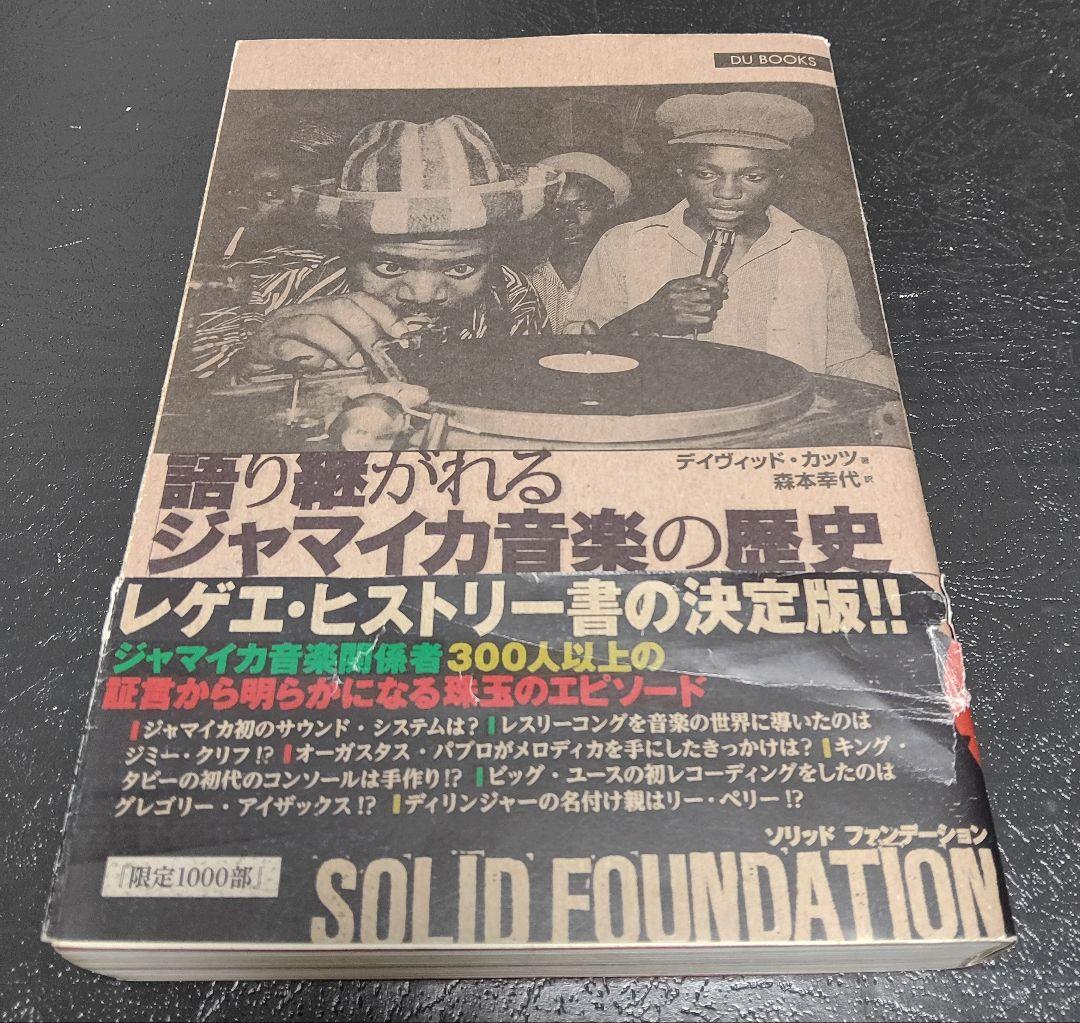 DU BOOKS
デイヴィッド・カッツ 著
森本幸代 訳
語り継がれる
ジャマイカ音楽の歴史
レゲエ・ヒストリー書の決定版!!
ジャマイカ音楽関係者300人以上の
証言から明らかになる珠玉のエピソード
ジャマイカ初のサウンド・システムは? レスリーコングを音楽の世界に導いたのは
ジミー・クリフ!? オーガスタス・パブロがメロディカを手にしたきっかけは? キング・
タビーの初代のコンソールは手作り!? ビッグ・ユースの初レコーディングをしたのは
グレゴリー・アイザックス!? ディリンジャーの名付け親はリー・ペリー!?
ソリッド ファンデーション
『限定1000部』
SOLID FOUNDATION